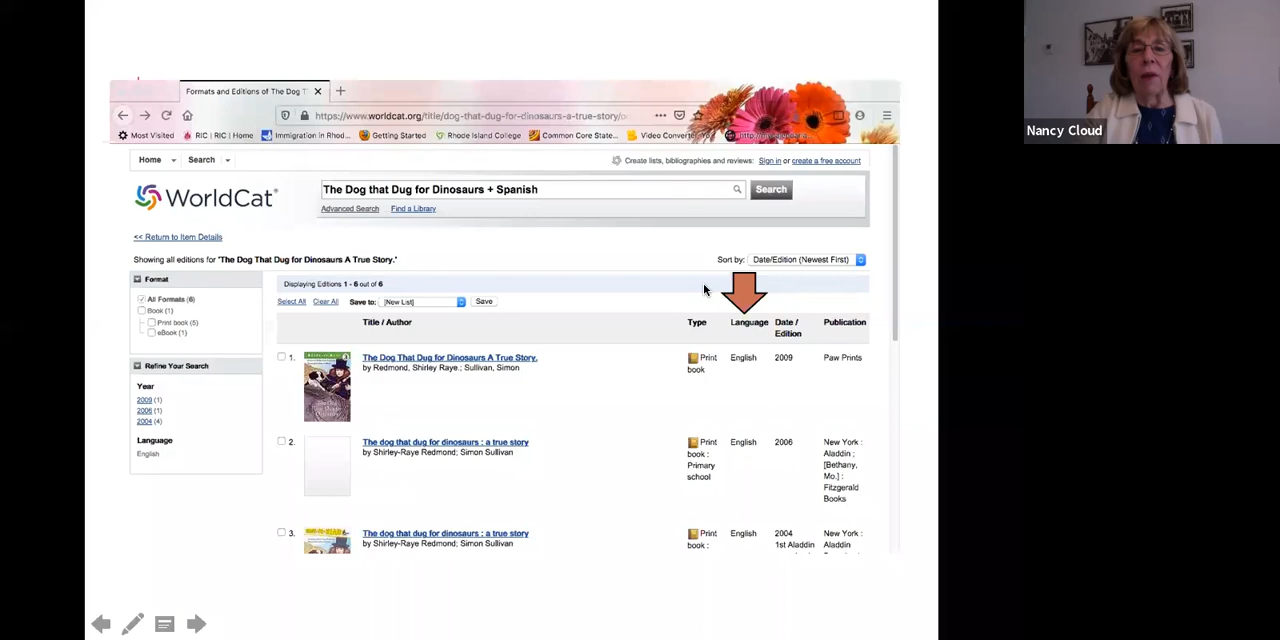 Formats and Editions of The Dog T
https://www.worldcat.org/title/dog-that-dug-for-dinosaurs-a-true-story/
Most Visited RIC | RIC | Home Immigration in Rhod... Getting Started Rhode Island College Common Core State...
Home Search
Create lists, bibliographies and reviews: Sign in or create a free account
WorldCat
The Dog that Dug for Dinosaurs + Spanish
Search
Advanced Search Find a Library
<< Return to Item Details
Showing all editions for 'The Dog That Dug for Dinosaurs A True Story.'
Sort by: Date/Edition (Newest First)
Format
All Formats (6)
Book (1)
Print book (5)
eBook (1)
Refine Your Search
Year
2009 (1)
2006 (1)
2004 (4)
Language
English
Displaying Editions 1 - 6 out of 6
Select All Clear All Save to: [New List] Save
Title / Author Type Language Date / Edition Publication
1. The Dog That Dug for Dinosaurs A True Story.
by Redmond, Shirley Raye.; Sullivan, Simon
Print book
English
2009
Paw Prints
2. The dog that dug for dinosaurs : a true story
by Shirley-Raye Redmond; Simon Sullivan
Print
book :
Primary
school
English
2006
New York :
Aladdin ;
[Bethany,
Mo.] :
Fitzgerald
Books
3. The dog that dug for dinosaurs : a true story
by Shirley-Raye Redmond; Simon Sullivan
Print
book :
English
2004
1st Aladdin
New York :
Aladdin
Nancy Cloud